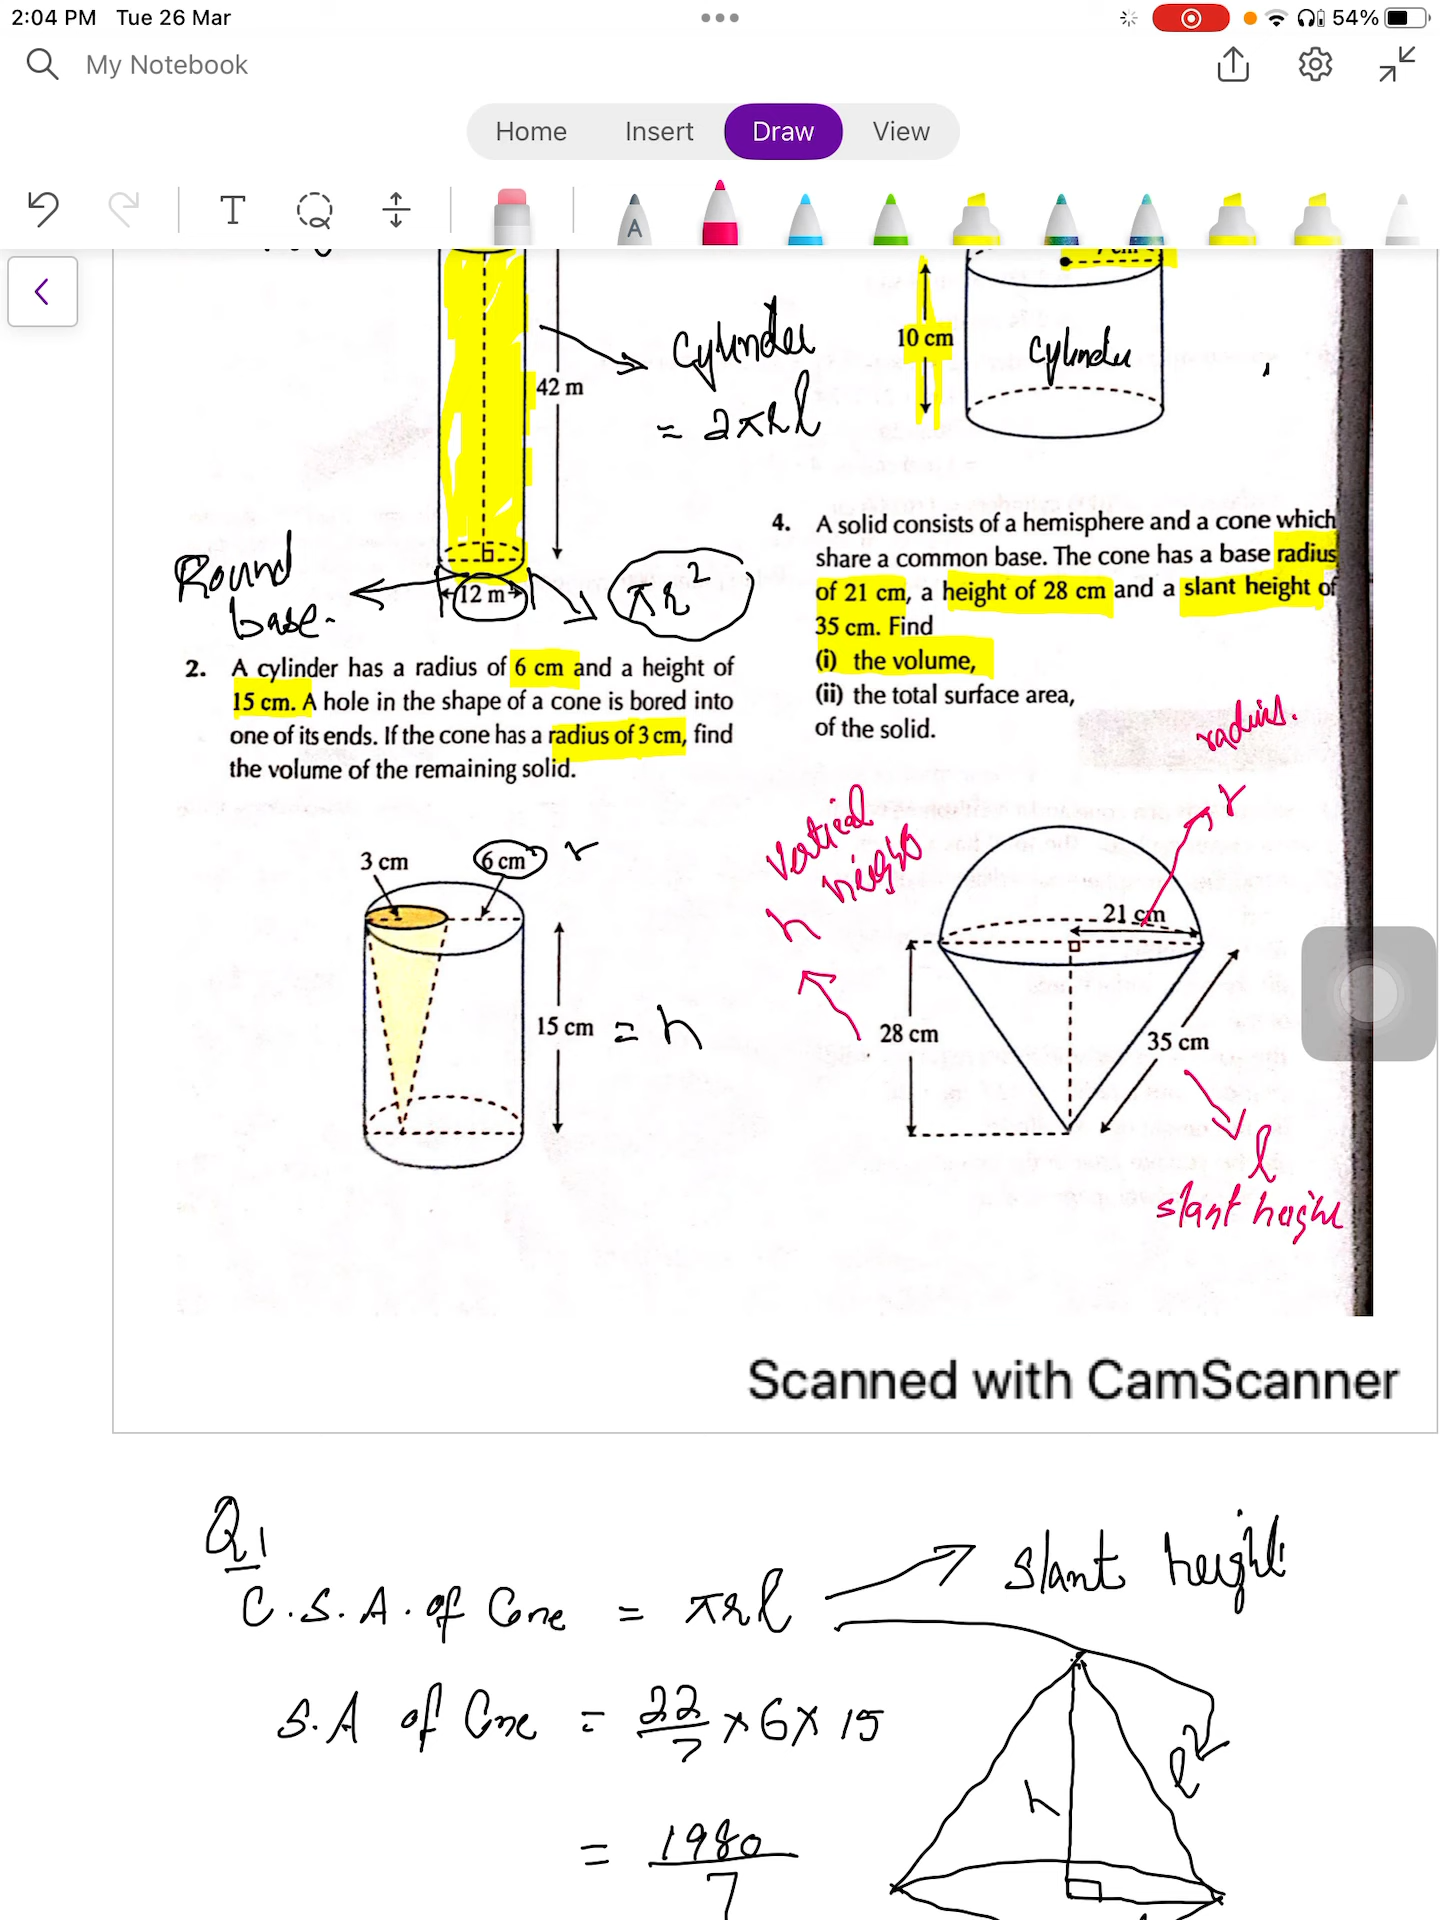 2:04 PM Tue 26 Mar
54%
My Notebook
Home Insert Draw View
T
A
42 m
Cylinder
= 2πrl
10 cm
Cylinder
Round
base.
12 m
πr²
2. A cylinder has a radius of 6 cm and a height of
15 cm. A hole in the shape of a cone is bored into
one of its ends. If the cone has a radius of 3 cm, find
the volume of the remaining solid.
3 cm
6 cm
r
15 cm = h
4. A solid consists of a hemisphere and a cone which
share a common base. The cone has a base radius
of 21 cm, a height of 28 cm and a slant height of
35 cm. Find
(i) the volume,
(ii) the total surface area,
of the solid.
radius.
r
Vertical
height
h
21 cm
28 cm
35 cm
l
slant height
Scanned with CamScanner
Q1
C.S.A. of Cone = πrl
slant height
S.A of Cone = 22/7 × 6 × 15
= 1980/7
h
l